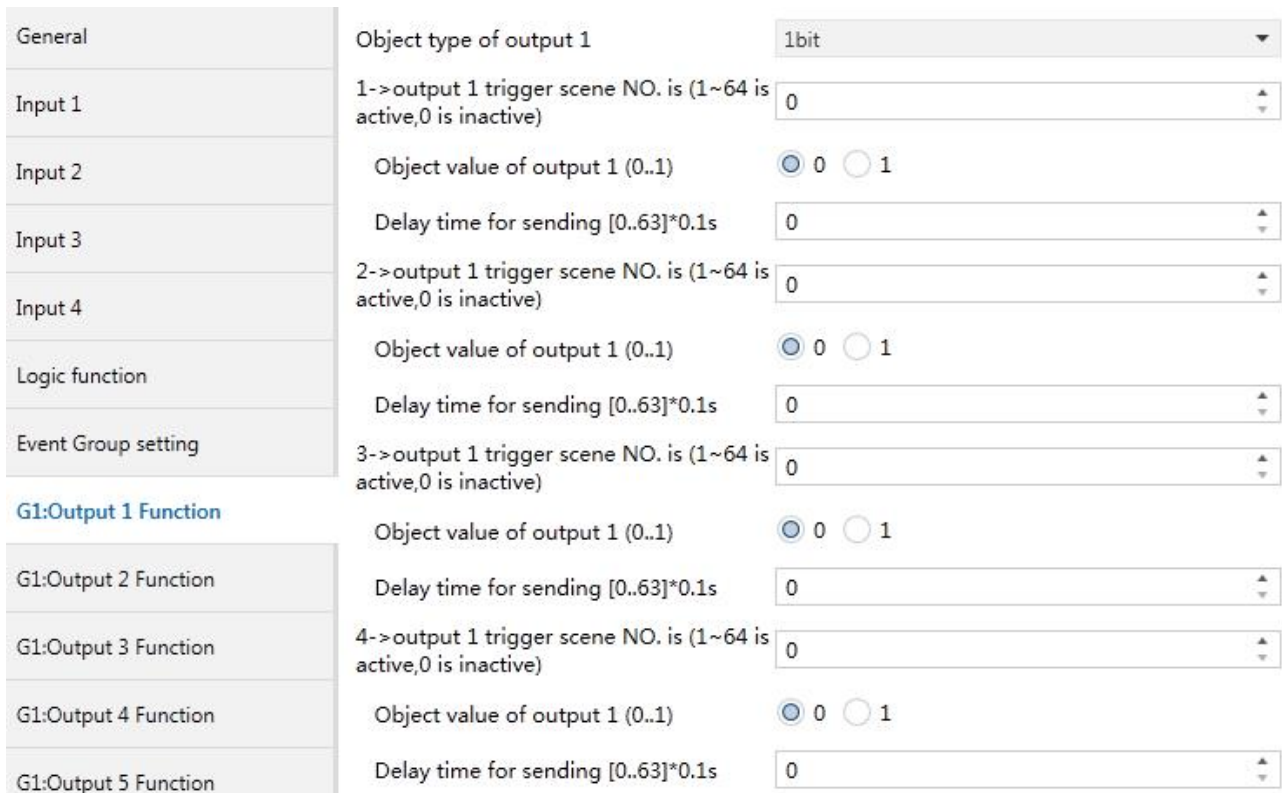 General
Input 1
Input 2
Input 3
Input 4
Logic function
Event Group setting
G1:Output 1 Function
G1:Output 2 Function
G1:Output 3 Function
G1:Output 4 Function
G1:Output 5 Function
Object type of output 1 1bit
1->output 1 trigger scene NO. is (1~64 is
active,0 is inactive) 0
Object value of output 1 (0..1) 0 1
Delay time for sending [0..63]*0.1s 0
2->output 1 trigger scene NO. is (1~64 is
active,0 is inactive) 0
Object value of output 1 (0..1) 0 1
Delay time for sending [0..63]*0.1s 0
3->output 1 trigger scene NO. is (1~64 is
active,0 is inactive) 0
Object value of output 1 (0..1) 0 1
Delay time for sending [0..63]*0.1s 0
4->output 1 trigger scene NO. is (1~64 is
active,0 is inactive) 0
Object value of output 1 (0..1) 0 1
Delay time for sending [0..63]*0.1s 0